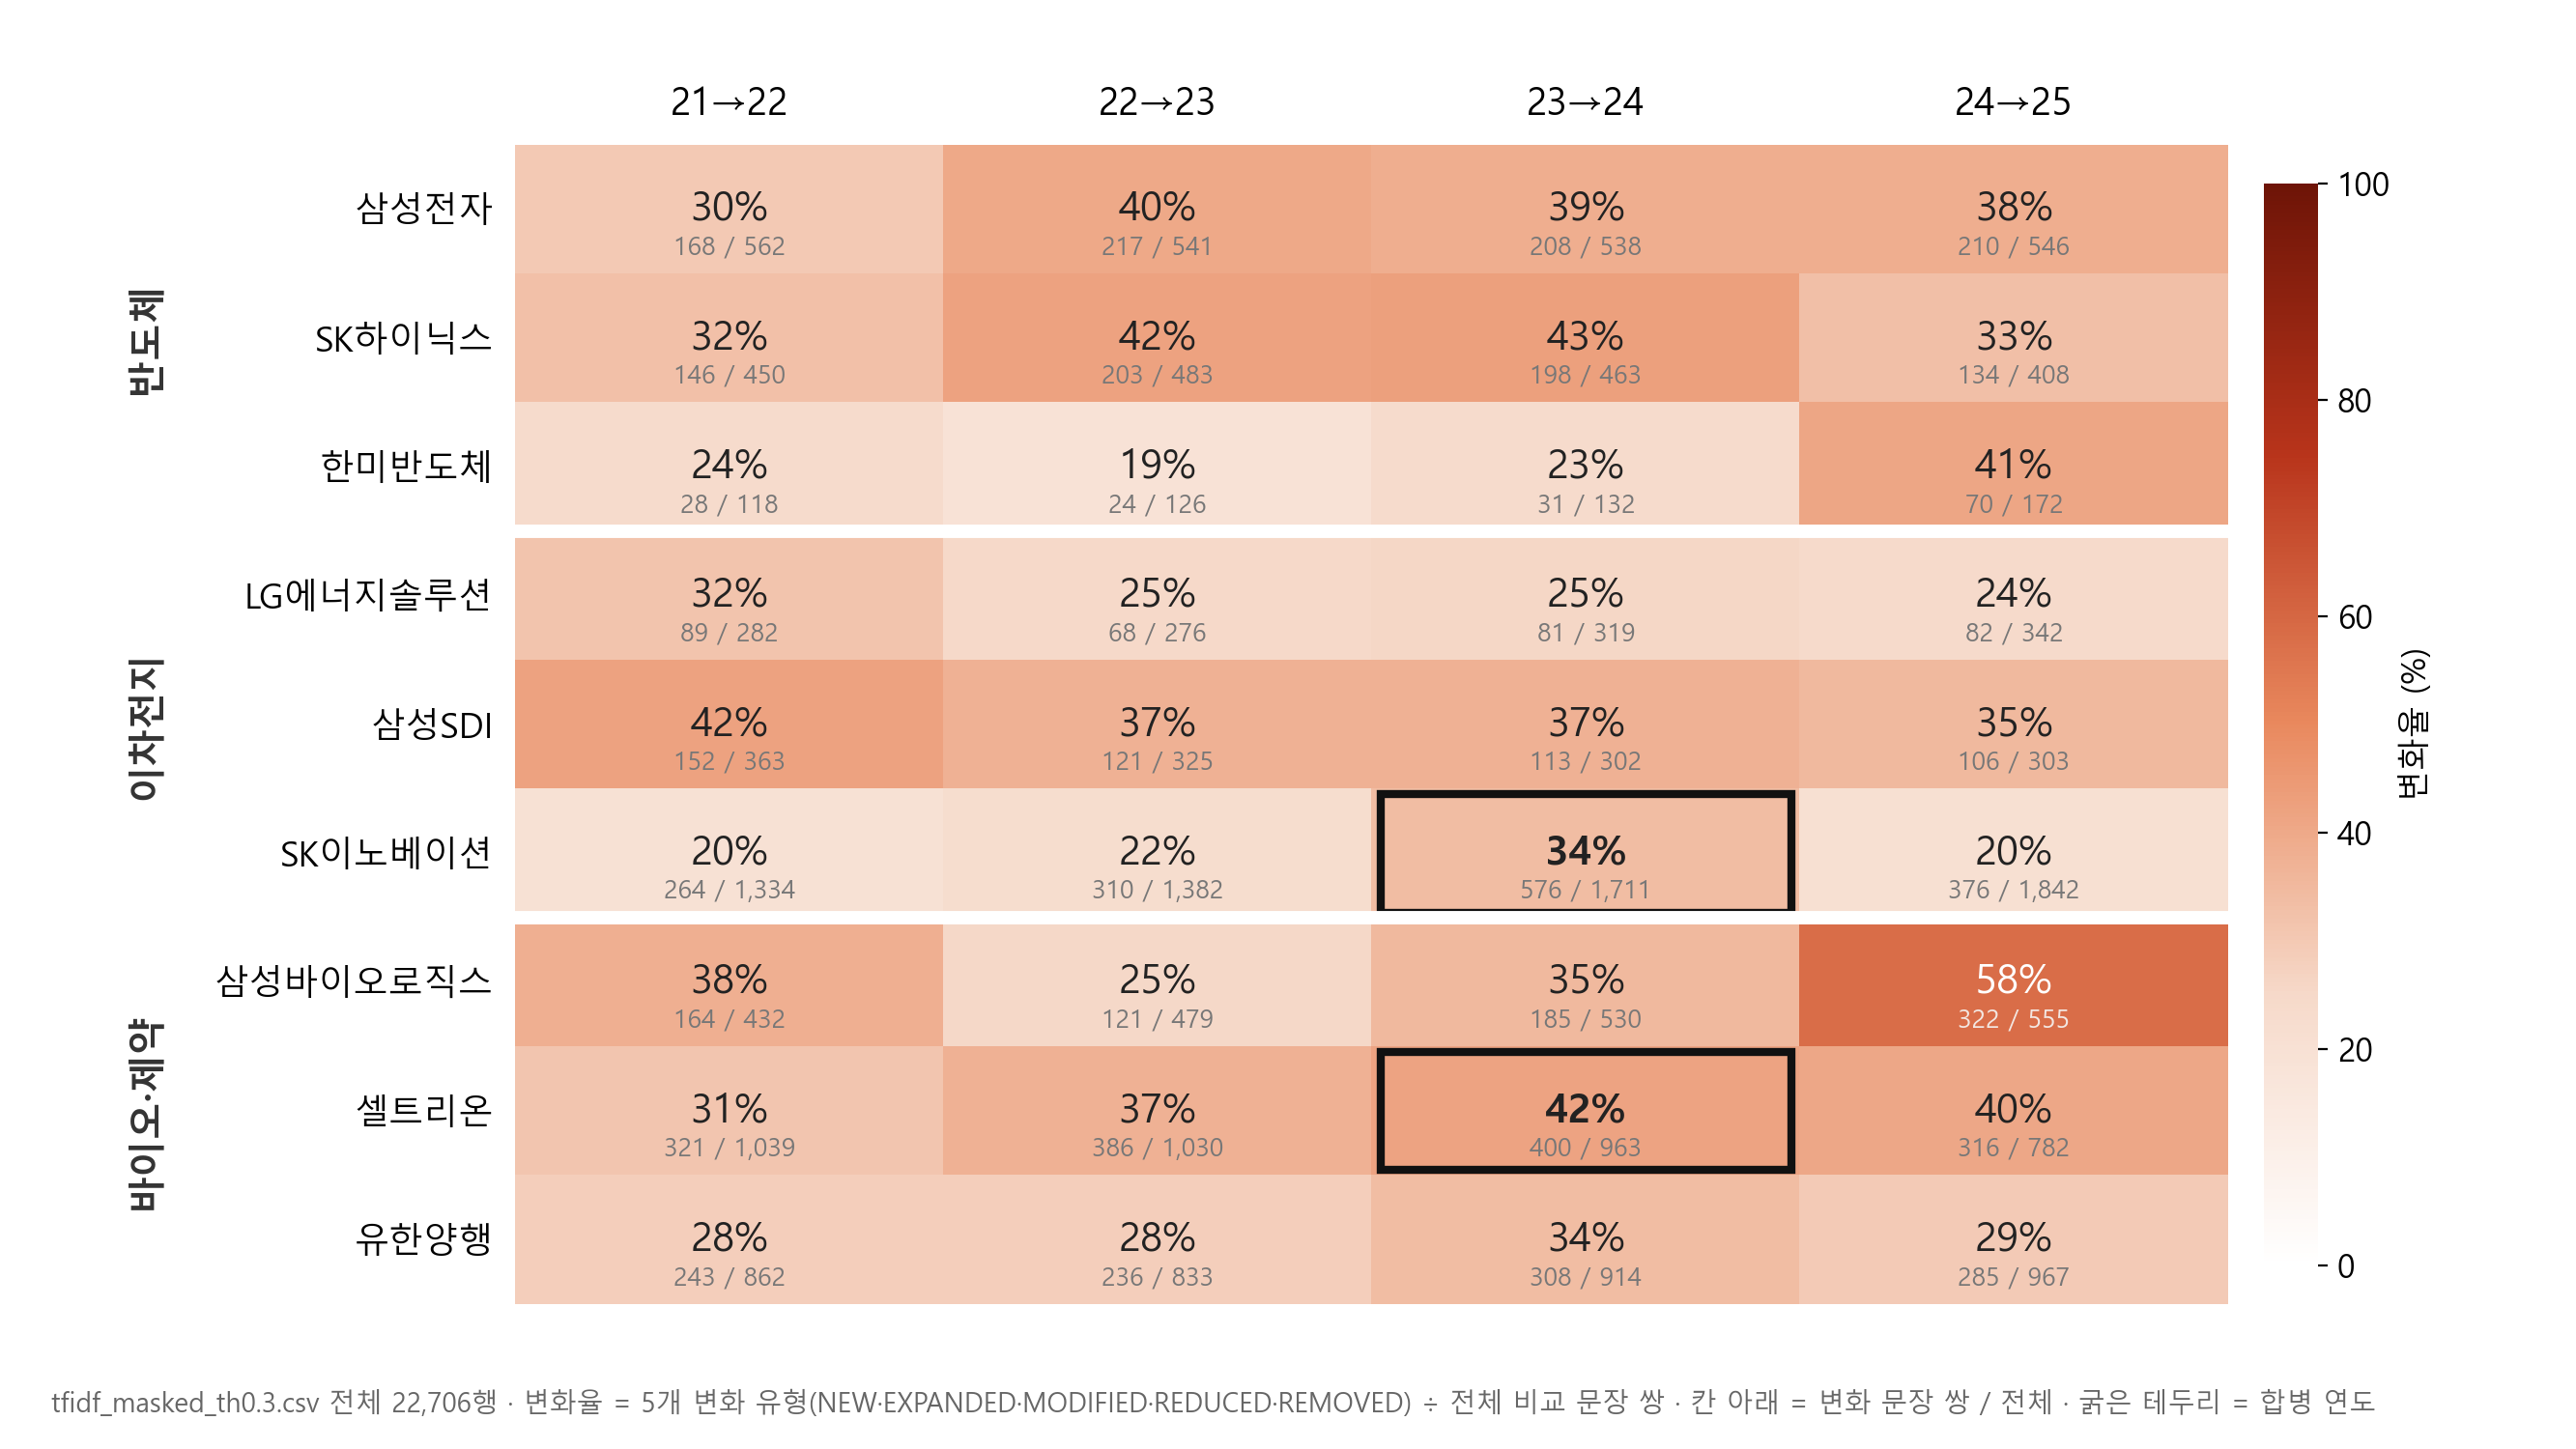 21→22 22→23 23→24 24→25
반도체
삼성전자 30% 40% 39% 38%
168 / 562 217 / 541 208 / 538 210 / 546
SK하이닉스 32% 42% 43% 33%
146 / 450 203 / 483 198 / 463 134 / 408
한미반도체 24% 19% 23% 41%
28 / 118 24 / 126 31 / 132 70 / 172
이차전지
LG에너지솔루션 32% 25% 25% 24%
89 / 282 68 / 276 81 / 319 82 / 342
삼성SDI 42% 37% 37% 35%
152 / 363 121 / 325 113 / 302 106 / 303
SK이노베이션 20% 22% 34% 20%
264 / 1,334 310 / 1,382 576 / 1,711 376 / 1,842
바이오·제약
삼성바이오로직스 38% 25% 35% 58%
164 / 432 121 / 479 185 / 530 322 / 555
셀트리온 31% 37% 42% 40%
321 / 1,039 386 / 1,030 400 / 963 316 / 782
유한양행 28% 28% 34% 29%
243 / 862 236 / 833 308 / 914 285 / 967
100
80
60
40
20
0
변화율 (%)
tfidf_masked_th0.3.csv 전체 22,706행 · 변화율 = 5개 변화 유형(NEW·EXPANDED·MODIFIED·REDUCED·REMOVED) ÷ 전체 비교 문장 쌍 · 칸 아래 = 변화 문장 쌍 / 전체 · 굵은 테두리 = 합병 연도